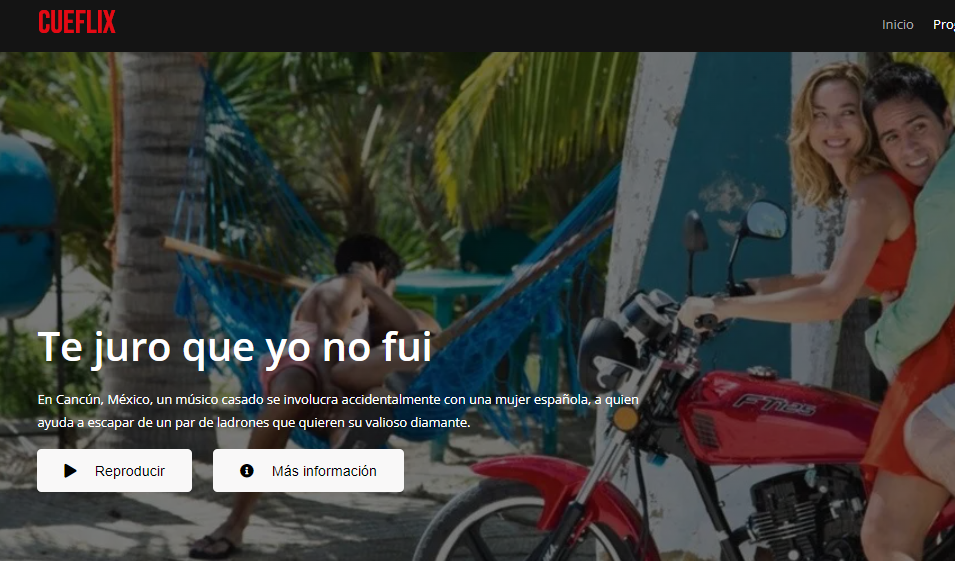 CUEFLIX
Inicio Prog
Te juro que yo no fui
En Cancún, México, un músico casado se involucra accidentalmente con una mujer española, a quien
ayuda a escapar de un par de ladrones que quieren su valioso diamante.
Reproducir Más información